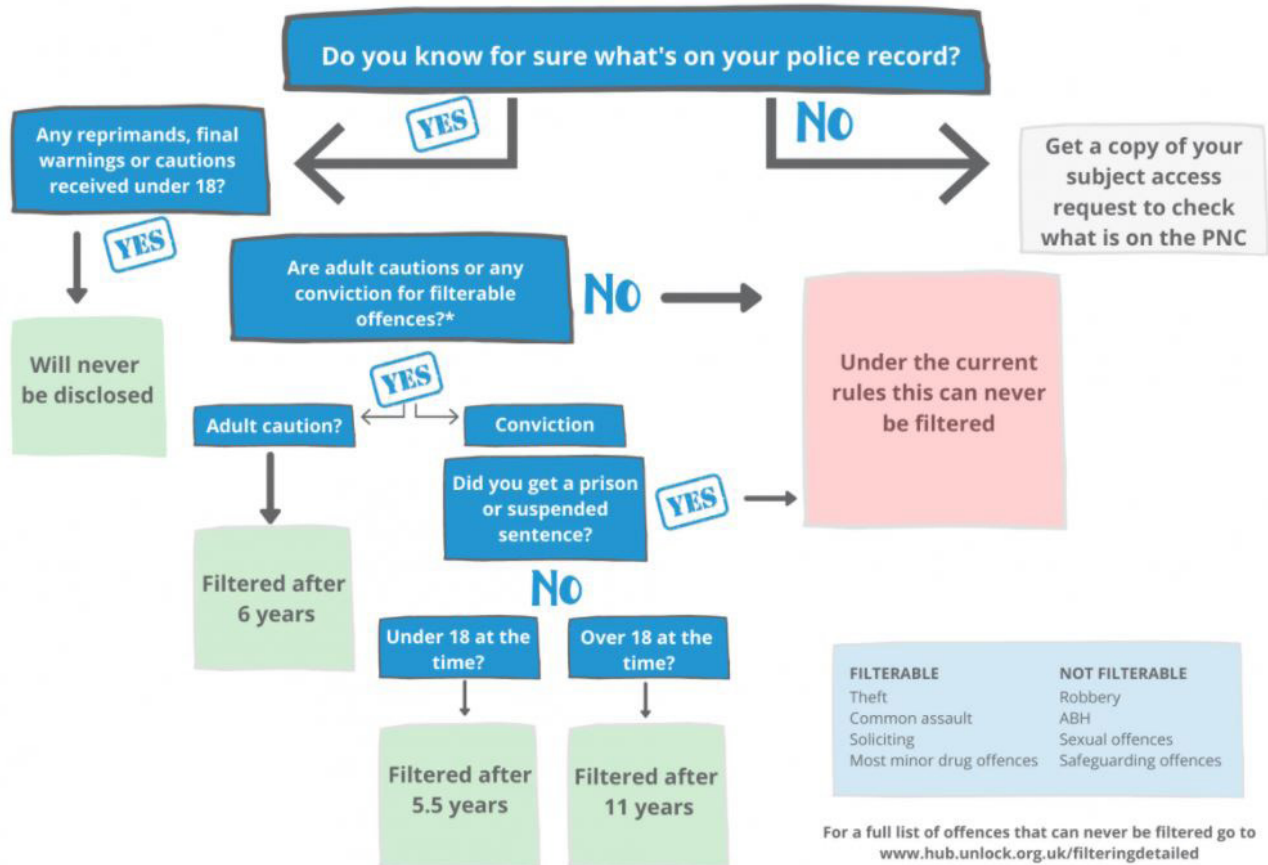 Do you know for sure what's on your police record?
YES
NO
Any reprimands, final
warnings or cautions
received under 18?
Get a copy of your
subject access
request to check
what is on the PNC
YES
Are adult cautions or any
conviction for filterable
offences?*
NO
Will never
be disclosed
Under the current
rules this can never
be filtered
YES
Adult caution?
Conviction
Did you get a prison
or suspended
sentence?
YES
Filtered after
6 years
NO
Under 18 at the
time?
Over 18 at the
time?
Filtered after
5.5 years
Filtered after
11 years
FILTERABLE
Theft
Common assault
Soliciting
Most minor drug offences
NOT FILTERABLE
Robbery
ABH
Sexual offences
Safeguarding offences
For a full list of offences that can never be filtered go to
www.hub.unlock.org.uk/filteringdetailed